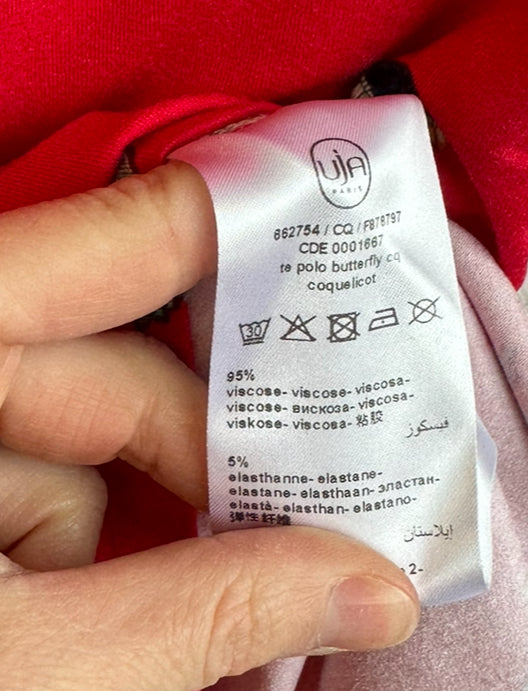 UJA
PARIS
862754 / CQ / F878797
CDE 0001667
te polo butterfly cq
coquelicot
30
95%
viscose- viscose- viscosa-
viscose- вискоза- viscosa-
viskose- viscosa- 粘胶
فيسكوز
5%
elasthanne- elastane-
elastane- elasthaan- эластан-
elastà- elasthan- elastano-
弹性纤维
إيلاستان
2-